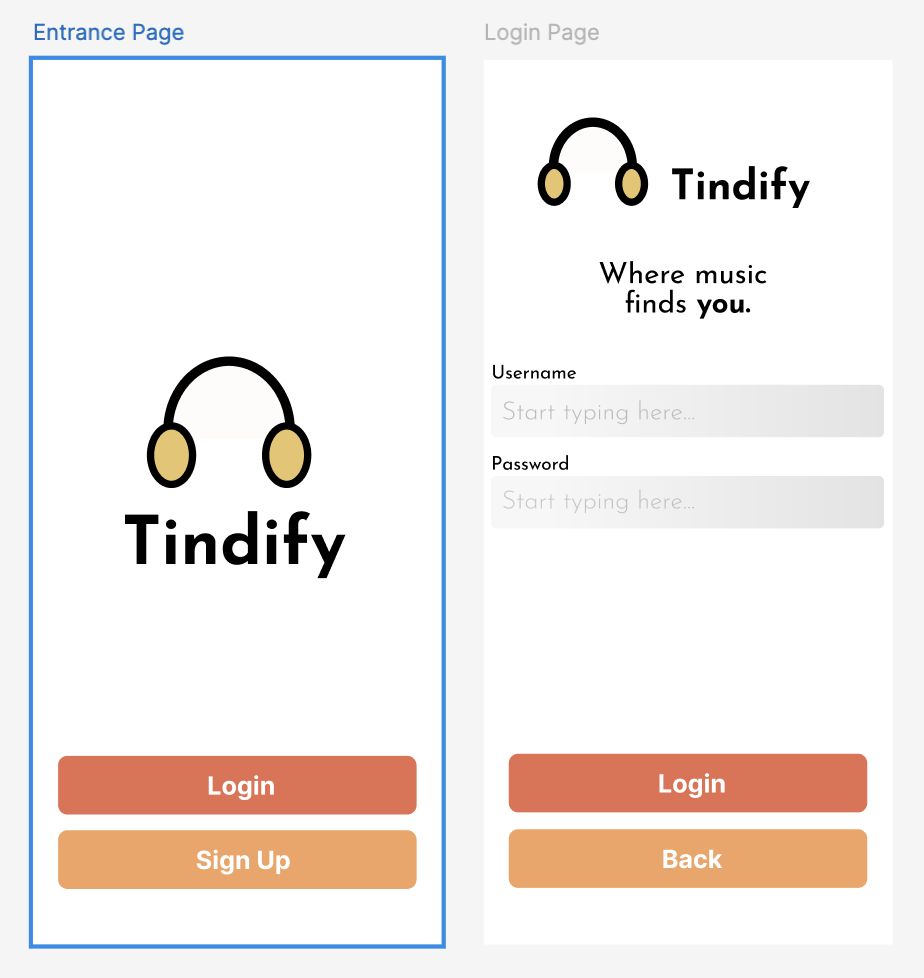 Entrance Page
Tindify
Login
Sign Up
Login Page
Tindify
Where music
finds you.
Username
Start typing here...
Password
Start typing here...
Login
Back